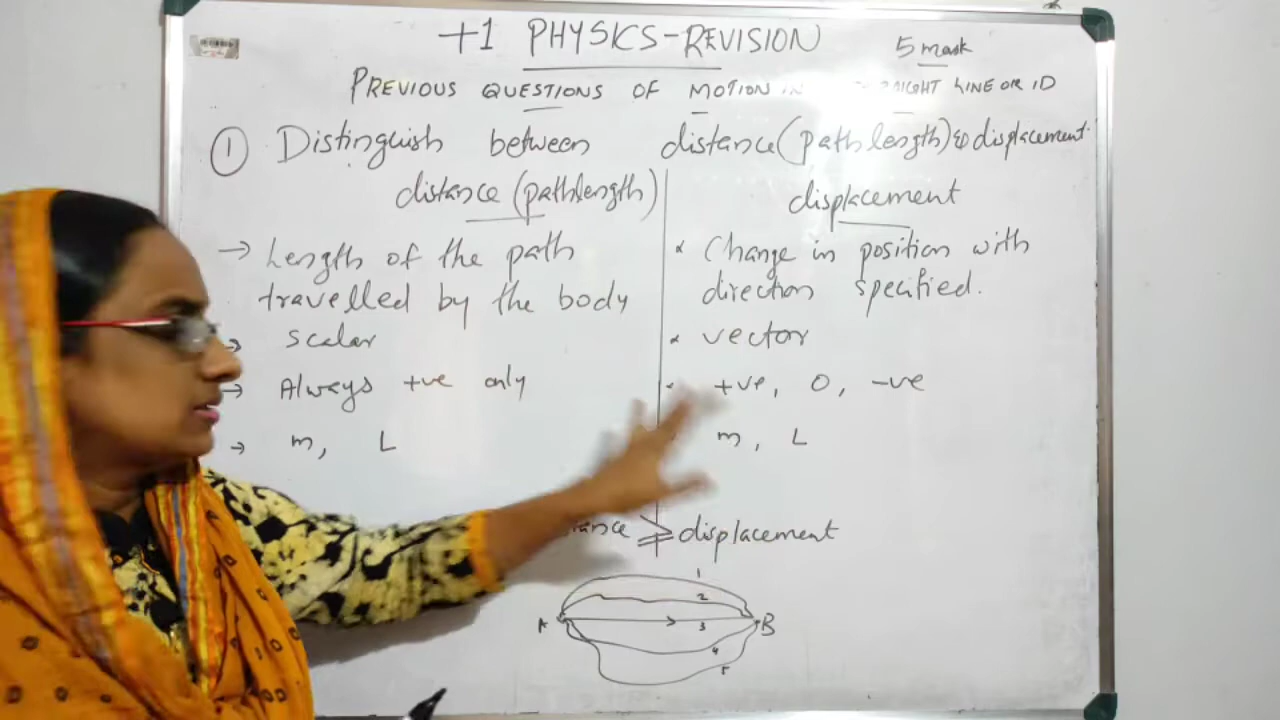 +1 PHYSICS-REVISION
5 mark
PREVIOUS QUESTIONS OF MOTION IN LINE OR 1D
① Distinguish between distance (path length) & displacement.
distance (pathlength)
→ Length of the path
travelled by the body
→ scalar
→ Always +ve only
→ m, L
displacement
* Change in position with
direction specified.
* vector
+ve, 0, -ve
m, L
⩾ displacement
1
2
A 3 B
4
5